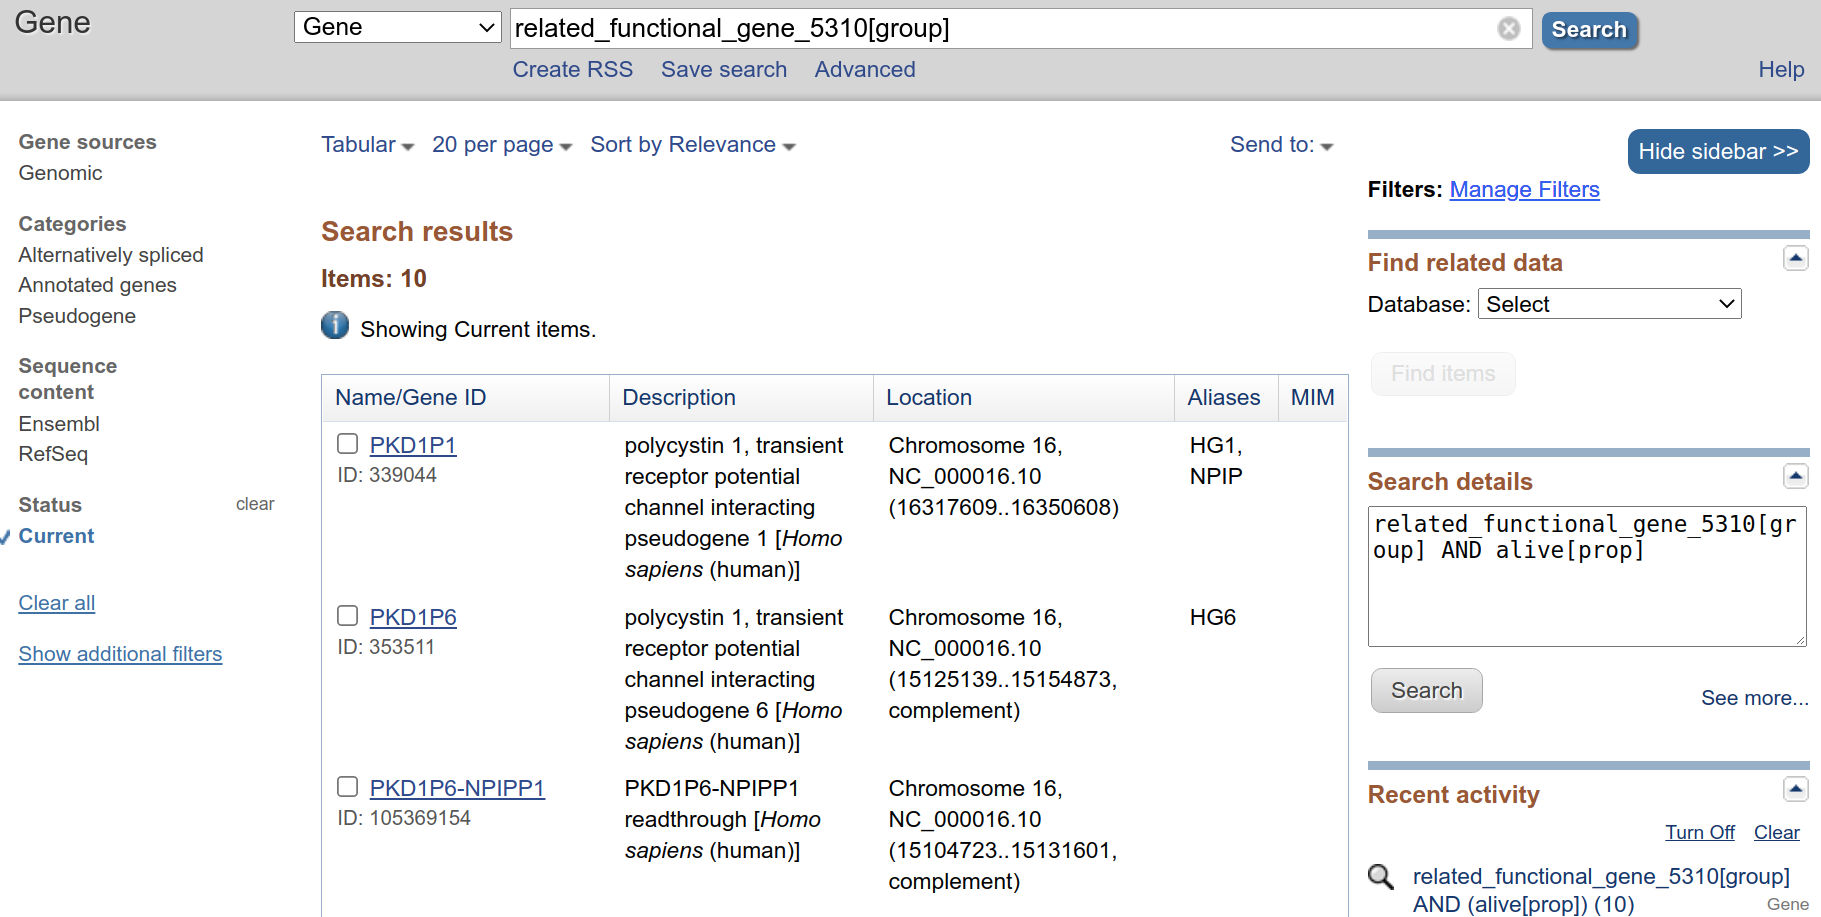 Gene
Gene
related_functional_gene_5310[group]
Search
Create RSS Save search Advanced
Help
Gene sources
Genomic
Categories
Alternatively spliced
Annotated genes
Pseudogene
Sequence
content
Ensembl
RefSeq
Status clear
Current
Clear all
Show additional filters
Tabular 20 per page Sort by Relevance
Send to:
Search results
Items: 10
Showing Current items.
Name/Gene ID Description Location Aliases MIM
PKD1P1
ID: 339044
polycystin 1, transient
receptor potential
channel interacting
pseudogene 1 [Homo
sapiens (human)]
Chromosome 16,
NC_000016.10
(16317609..16350608)
HG1,
NPIP
PKD1P6
ID: 353511
polycystin 1, transient
receptor potential
channel interacting
pseudogene 6 [Homo
sapiens (human)]
Chromosome 16,
NC_000016.10
(15125139..15154873,
complement)
HG6
PKD1P6-NPIPP1
ID: 105369154
PKD1P6-NPIPP1
readthrough [Homo
sapiens (human)]
Chromosome 16,
NC_000016.10
(15104723..15131601,
complement)
Hide sidebar >>
Filters: Manage Filters
Find related data
Database: Select
Find items
Search details
related_functional_gene_5310[gr
oup] AND alive[prop]
Search
See more...
Recent activity
Turn Off Clear
related_functional_gene_5310[group]
AND (alive[prop]) (10)
Gene